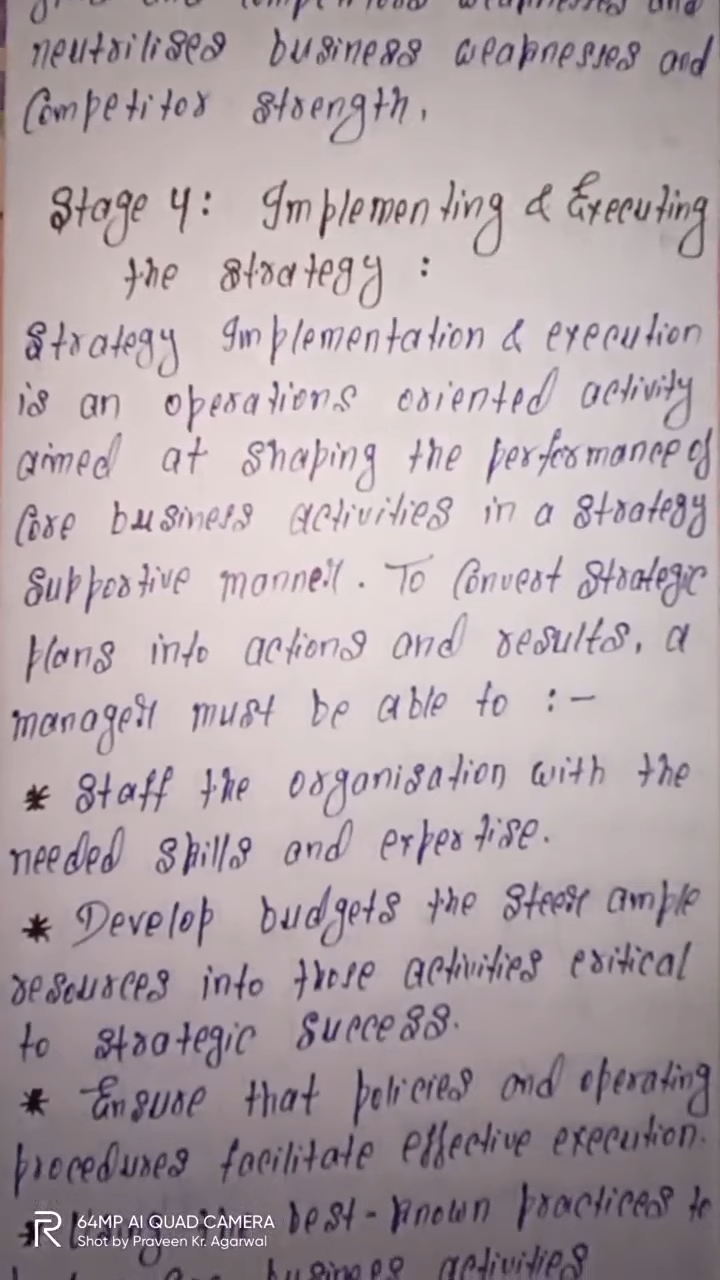 neutrilises business weaknesses and
Competitor strength.
Stage 4: Implementing & Executing
the strategy :
Strategy Implementation & execution
is an operations oriented activity
aimed at shaping the performance of
Core business activities in a strategy
supportive manner. To Convert Strategic
plans into actions and results, a
manager must be able to :-
* Staff the organisation with the
needed skills and expertise.
* Develop budgets the steer ample
resources into those activities critical
to strategic success.
* Ensure that policies and operating
procedures facilitate effective execution.
* best-known practices to
business activities
64MP AI QUAD CAMERA
Shot by Praveen Kr. Agarwal